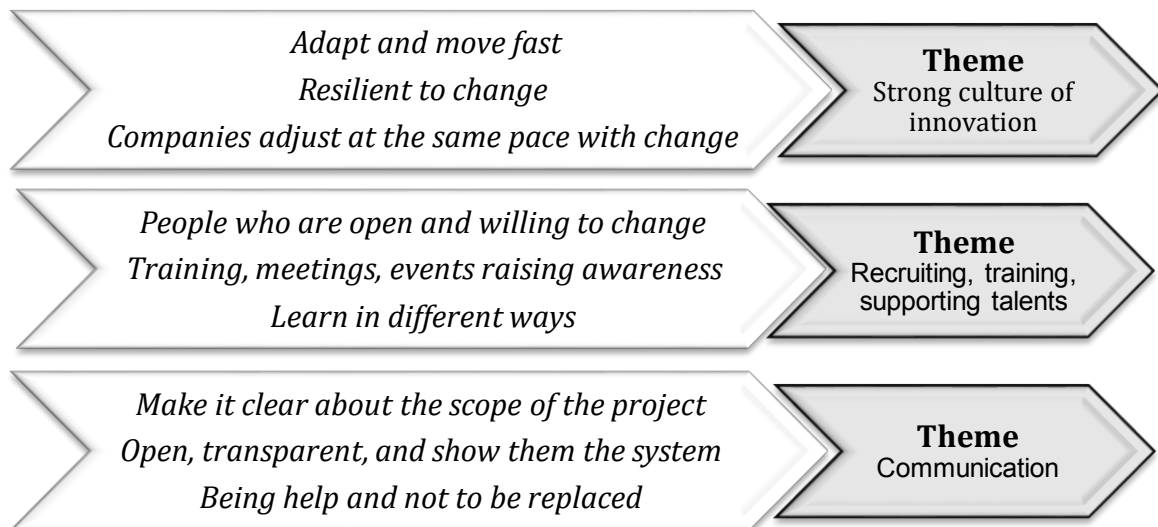 Adapt and move fast
Resilient to change
Companies adjust at the same pace with change
Theme
Strong culture of
innovation
People who are open and willing to change
Training, meetings, events raising awareness
Learn in different ways
Theme
Recruiting, training,
supporting talents
Make it clear about the scope of the project
Open, transparent, and show them the system
Being help and not to be replaced
Theme
Communication